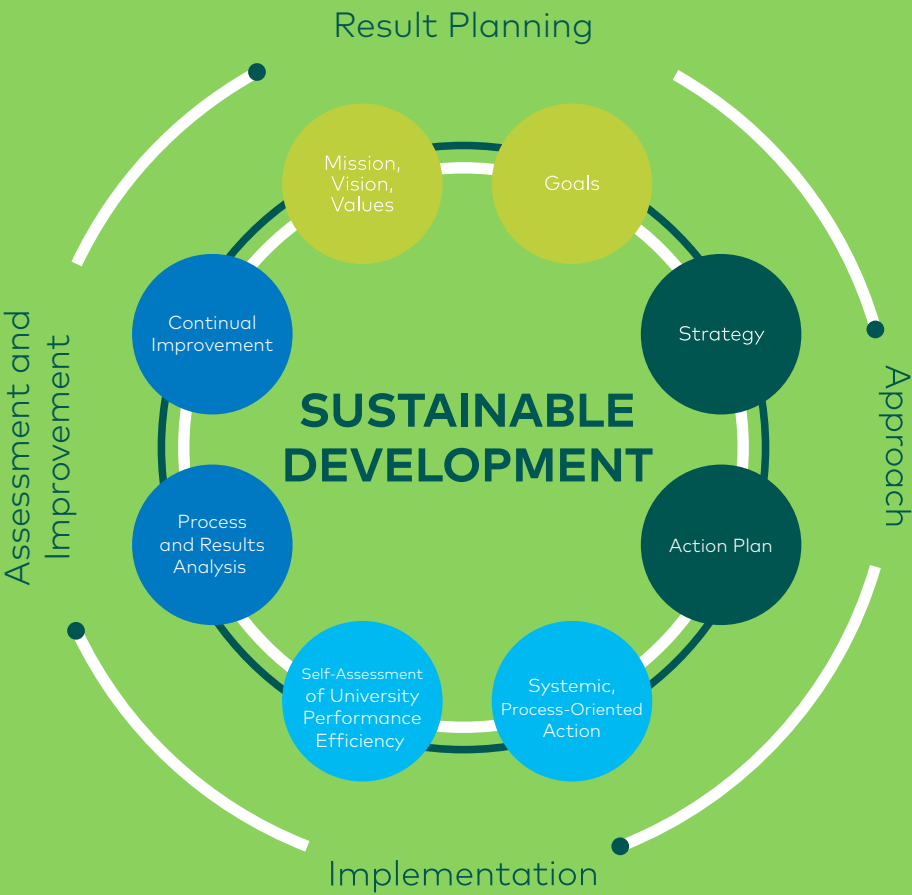 Result Planning
Mission,
Vision,
Values
Goals
Continual
Improvement
Strategy
SUSTAINABLE
DEVELOPMENT
Assessment and
Improvement
Approach
Process
and Results
Analysis
Action Plan
Self-Assessment
of University
Performance
Efficiency
Systemic,
Process-Oriented
Action
Implementation